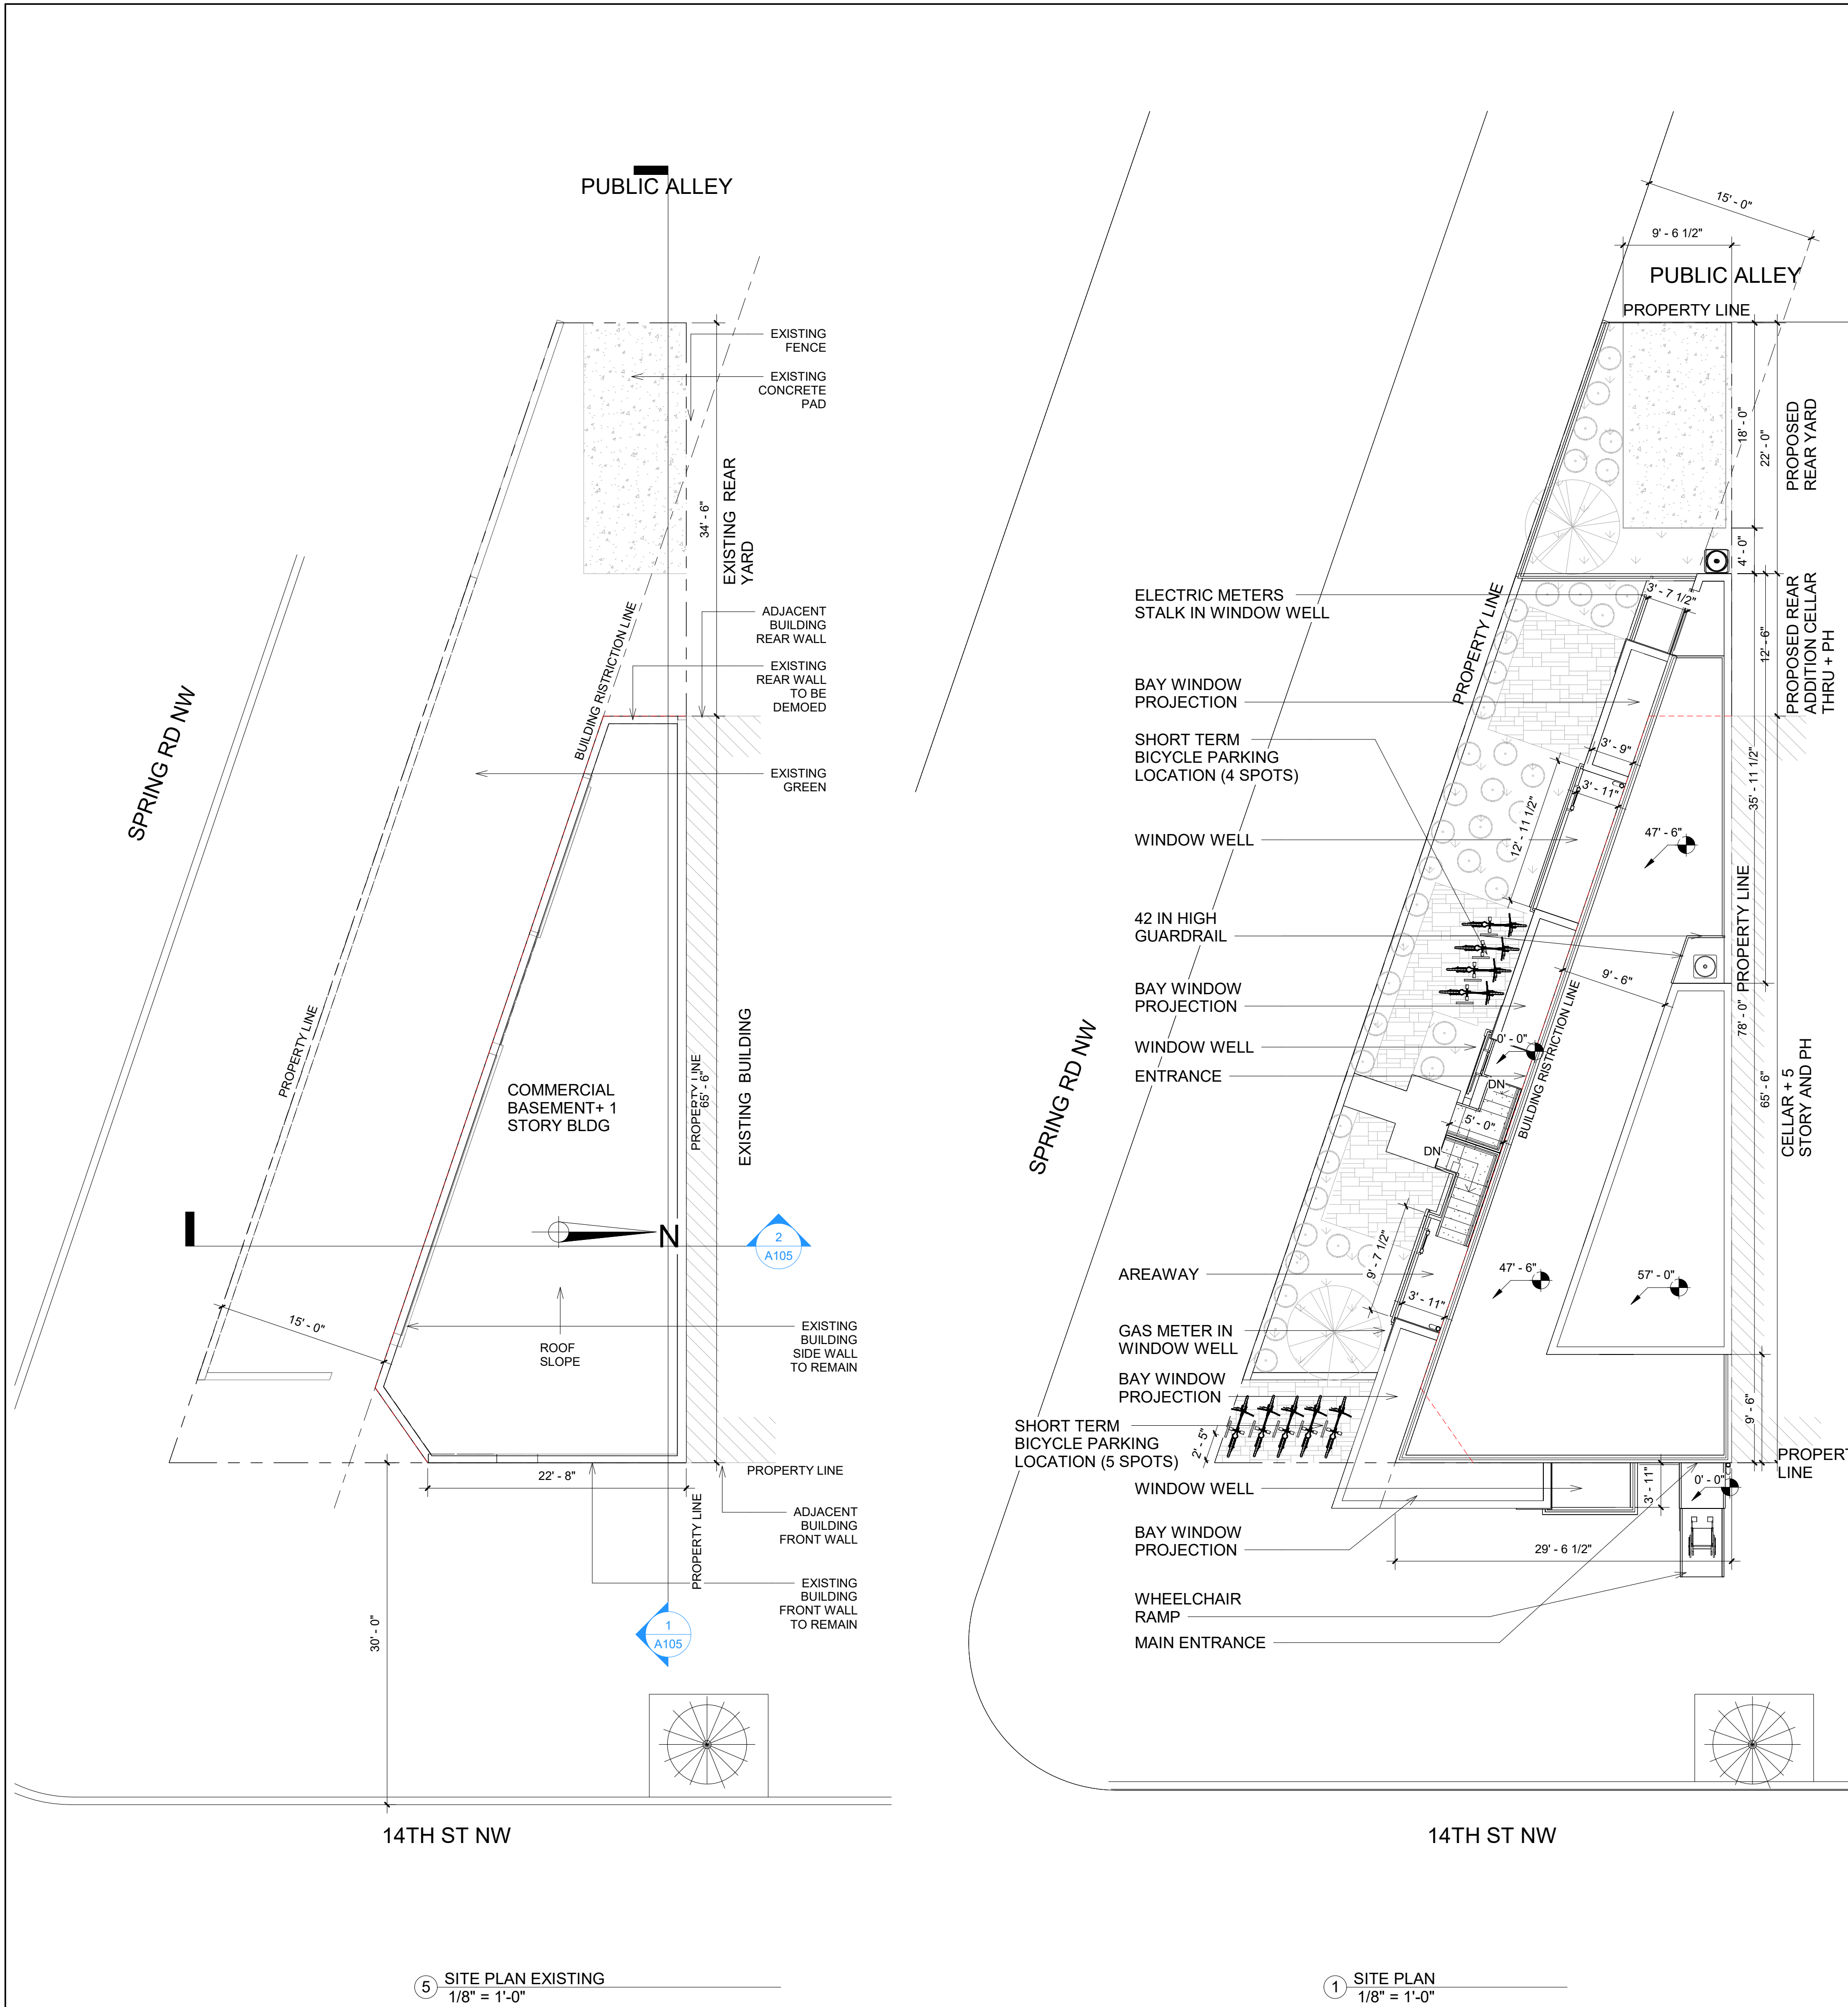 PUBLIC ALLEY
EXISTING
FENCE
EXISTING
CONCRETE
PAD
34' - 6"
EXISTING REAR
YARD
ADJACENT
BUILDING
REAR WALL
EXISTING
REAR WALL
TO BE
DEMOED
BUILDING RISTRICTION LINE
SPRING RD NW
EXISTING
GREEN
PROPERTY LINE
COMMERCIAL
BASEMENT+ 1
STORY BLDG
PROPERTY LINE
65' - 6"
EXISTING BUILDING
N
2
A105
15' - 0"
ROOF
SLOPE
EXISTING
BUILDING
SIDE WALL
TO REMAIN
22' - 8"
PROPERTY LINE
PROPERTY LINE
ADJACENT
BUILDING
FRONT WALL
EXISTING
BUILDING
FRONT WALL
TO REMAIN
30' - 0"
1
A105
14TH ST NW
5
SITE PLAN EXISTING
1/8" = 1'-0"
15' - 0"
9' - 6 1/2"
PUBLIC ALLEY
PROPERTY LINE
18' - 0"
22' - 0"
PROPOSED
REAR YARD
4' - 0"
ELECTRIC METERS
STALK IN WINDOW WELL
PROPERTY LINE
3' - 7 1/2"
12' - 6"
PROPOSED REAR
ADDITION CELLAR
THRU + PH
BAY WINDOW
PROJECTION
SHORT TERM
BICYCLE PARKING
LOCATION (4 SPOTS)
3' - 9"
3' - 11"
12' - 11 1/2"
35' - 11 1/2"
WINDOW WELL
47' - 6"
42 IN HIGH
GUARDRAIL
PROPERTY LINE
78' - 0"
9' - 6"
BAY WINDOW
PROJECTION
SPRING RD NW
WINDOW WELL
0' - 0"
ENTRANCE
DN
BUILDING RISTRICTION LINE
65' - 6"
CELLAR + 5
STORY AND PH
5' - 0"
DN
9' - 7 1/2"
AREAWAY
47' - 6"
57' - 0"
3' - 11"
GAS METER IN
WINDOW WELL
BAY WINDOW
PROJECTION
SHORT TERM
BICYCLE PARKING
LOCATION (5 SPOTS)
2' - 5"
9' - 6"
PROPERT
LINE
WINDOW WELL
3' - 11"
0' - 0"
BAY WINDOW
PROJECTION
29' - 6 1/2"
WHEELCHAIR
RAMP
MAIN ENTRANCE
14TH ST NW
1
SITE PLAN
1/8" = 1'-0"